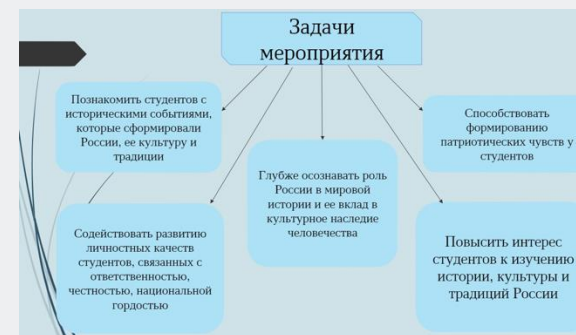 Задачи
мероприятия
Познакомить студентов с
историческими событиями,
которые сформировали
России, ее культуру и
традиции
Способствовать
формированию
патриотических чувств у
студентов
Глубже осознавать роль
России в мировой
истории и ее вклад в
культурное наследие
человечества
Содействовать развитию
личностных качеств
студентов, связанных с
ответственностью,
честностью, национальной
гордостью
Повысить интерес
студентов к изучению
истории, культуры и
традиций России